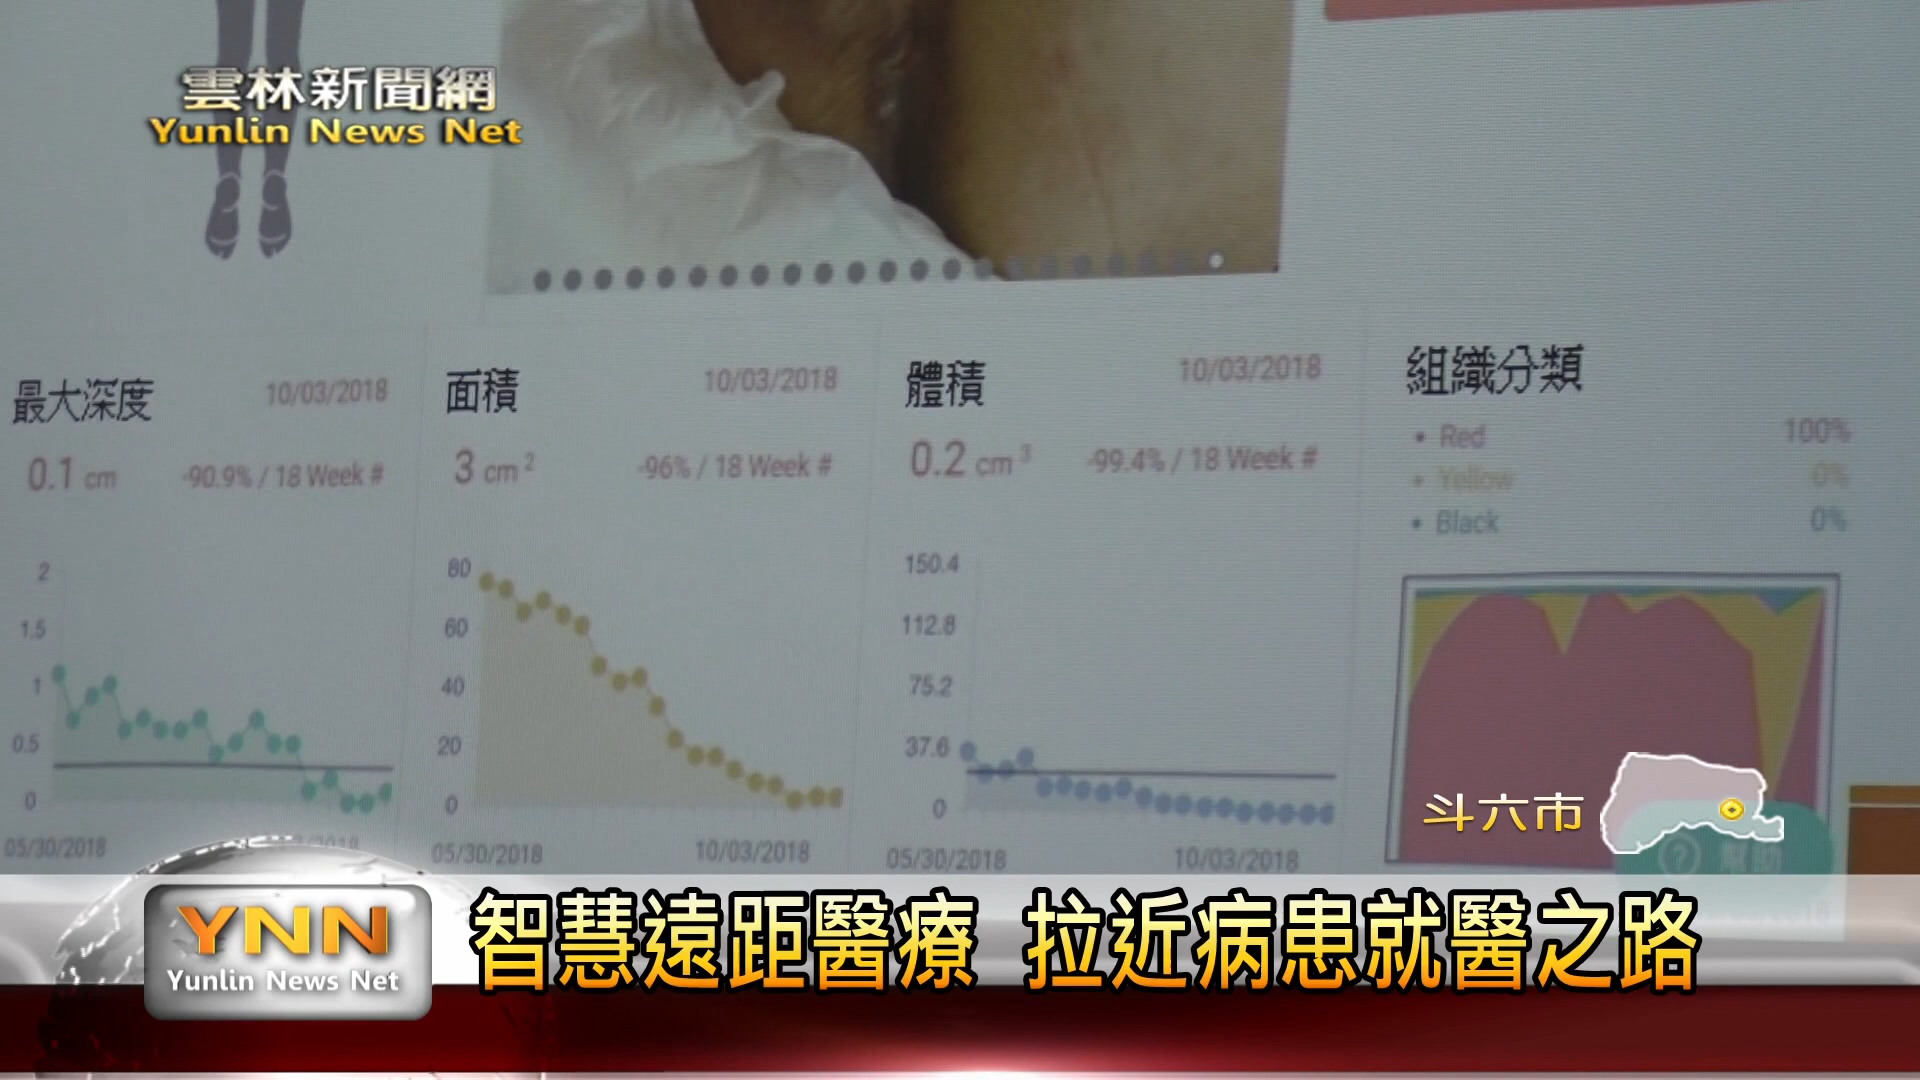 雲林新聞網
Yunlin News Net
最大深度
10/03/2018
0.1 cm
-90.9% / 18 Week #
2
1.5
1
0.5
0
05/30/2018
面積
10/03/2018
3 cm²
-96% / 18 Week #
80
60
40
20
0
05/30/2018
10/03/2018
體積
10/03/2018
0.2 cm³
-99.4% / 18 Week #
150.4
112.8
75.2
37.6
0
05/30/2018
10/03/2018
組織分類
• Red 100%
• Yellow 0%
• Black 0%
斗六市
YNN
Yunlin News Net
智慧遠距醫療 拉近病患就醫之路